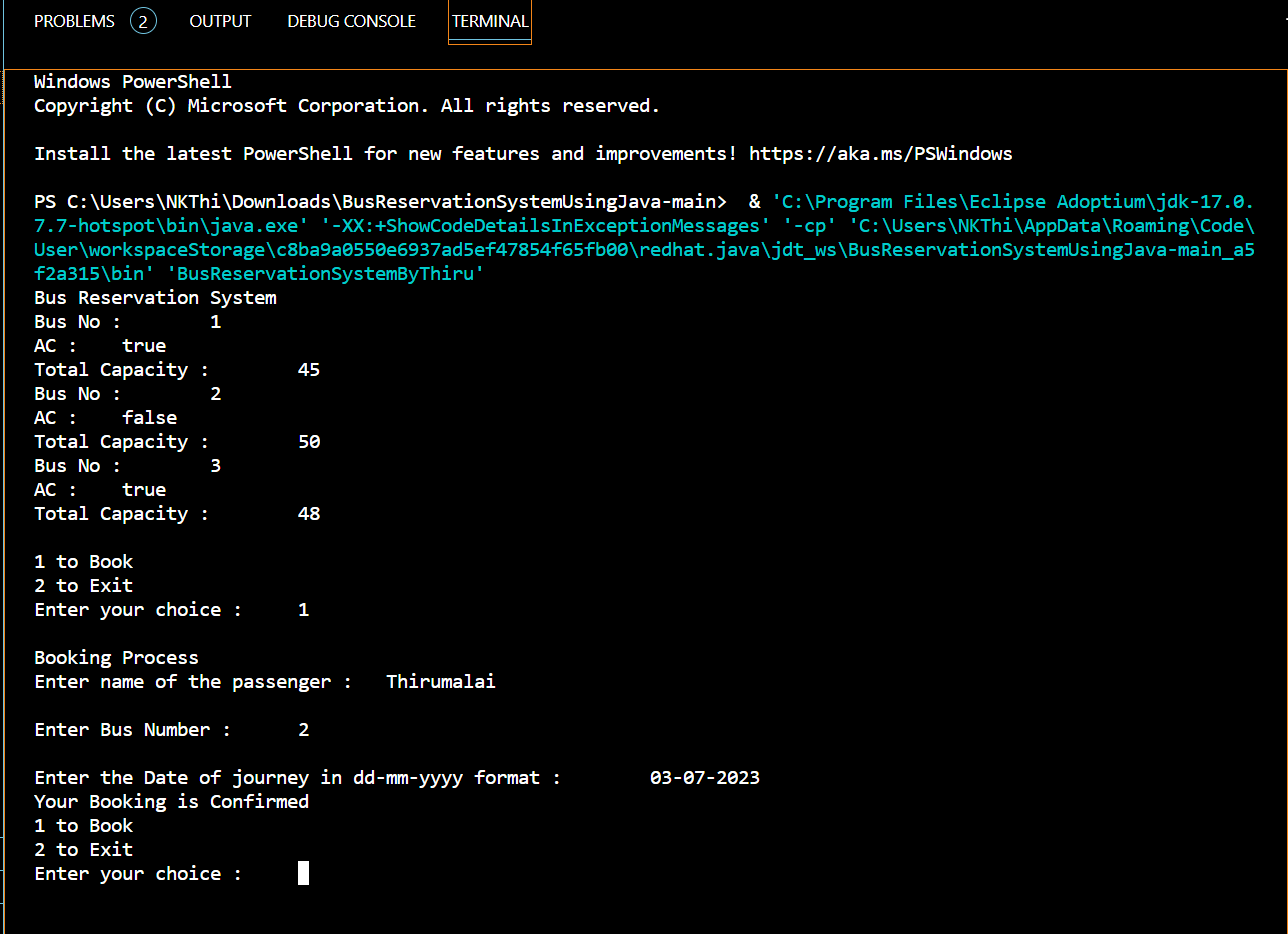 PROBLEMS 2 OUTPUT DEBUG CONSOLE TERMINAL
Windows PowerShell
Copyright (C) Microsoft Corporation. All rights reserved.
Install the latest PowerShell for new features and improvements! https://aka.ms/PSWindows
PS C:\Users\NKThi\Downloads\BusReservationSystemUsingJava-main>  & 'C:\Program Files\Eclipse Adoptium\jdk-17.0.
7.7-hotspot\bin\java.exe' '-XX:+ShowCodeDetailsInExceptionMessages' '-cp' 'C:\Users\NKThi\AppData\Roaming\Code\
User\workspaceStorage\c8ba9a0550e6937ad5ef47854f65fb00\redhat.java\jdt_ws\BusReservationSystemUsingJava-main_a5
f2a315\bin' 'BusReservationSystemByThiru'
Bus Reservation System
Bus No :        1
AC :    true
Total Capacity :        45
Bus No :        2
AC :    false
Total Capacity :        50
Bus No :        3
AC :    true
Total Capacity :        48
1 to Book
2 to Exit
Enter your choice :     1
Booking Process
Enter name of the passenger :   Thirumalai
Enter Bus Number :      2
Enter the Date of journey in dd-mm-yyyy format :        03-07-2023
Your Booking is Confirmed
1 to Book
2 to Exit
Enter your choice :